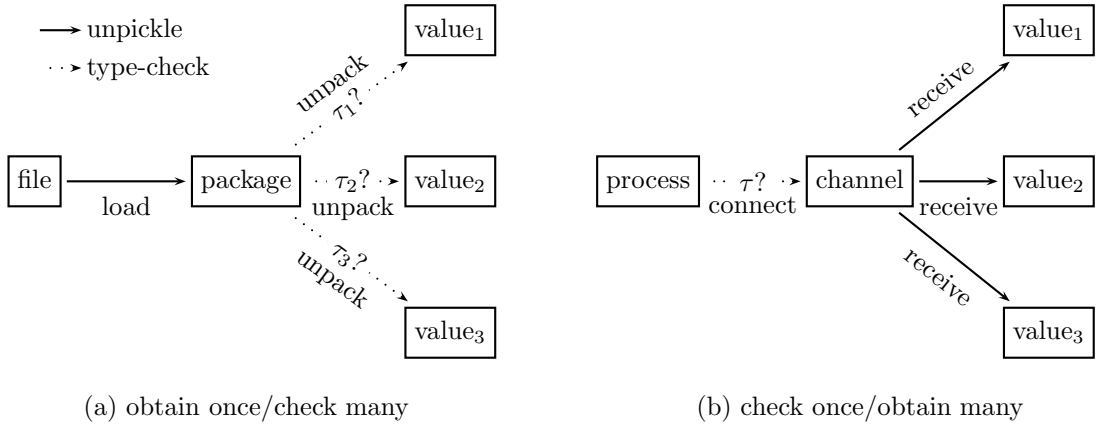 unpickle
type-check
value₁
unpack
τ₁?
file
load
package
τ₂?
unpack
value₂
τ₃?
unpack
value₃
(a) obtain once/check many
value₁
receive
process
τ?
connect
channel
receive
value₂
receive
value₃
(b) check once/obtain many